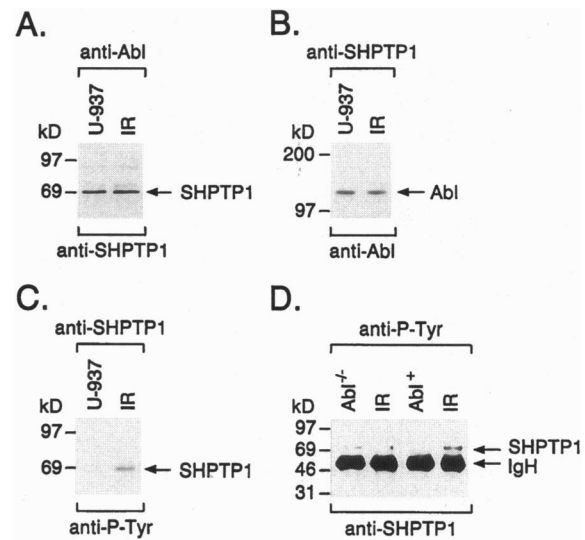 A.
anti-Abl
U-937
IR
kD
97
69
SHPTP1
anti-SHPTP1
B.
anti-SHPTP1
U-937
IR
kD
200
97
Abl
anti-Abl
C.
anti-SHPTP1
U-937
IR
kD
97
69
SHPTP1
anti-P-Tyr
D.
anti-P-Tyr
Abl-/-
IR
Abl+
IR
kD
97
69
46
31
SHPTP1
IgH
anti-SHPTP1